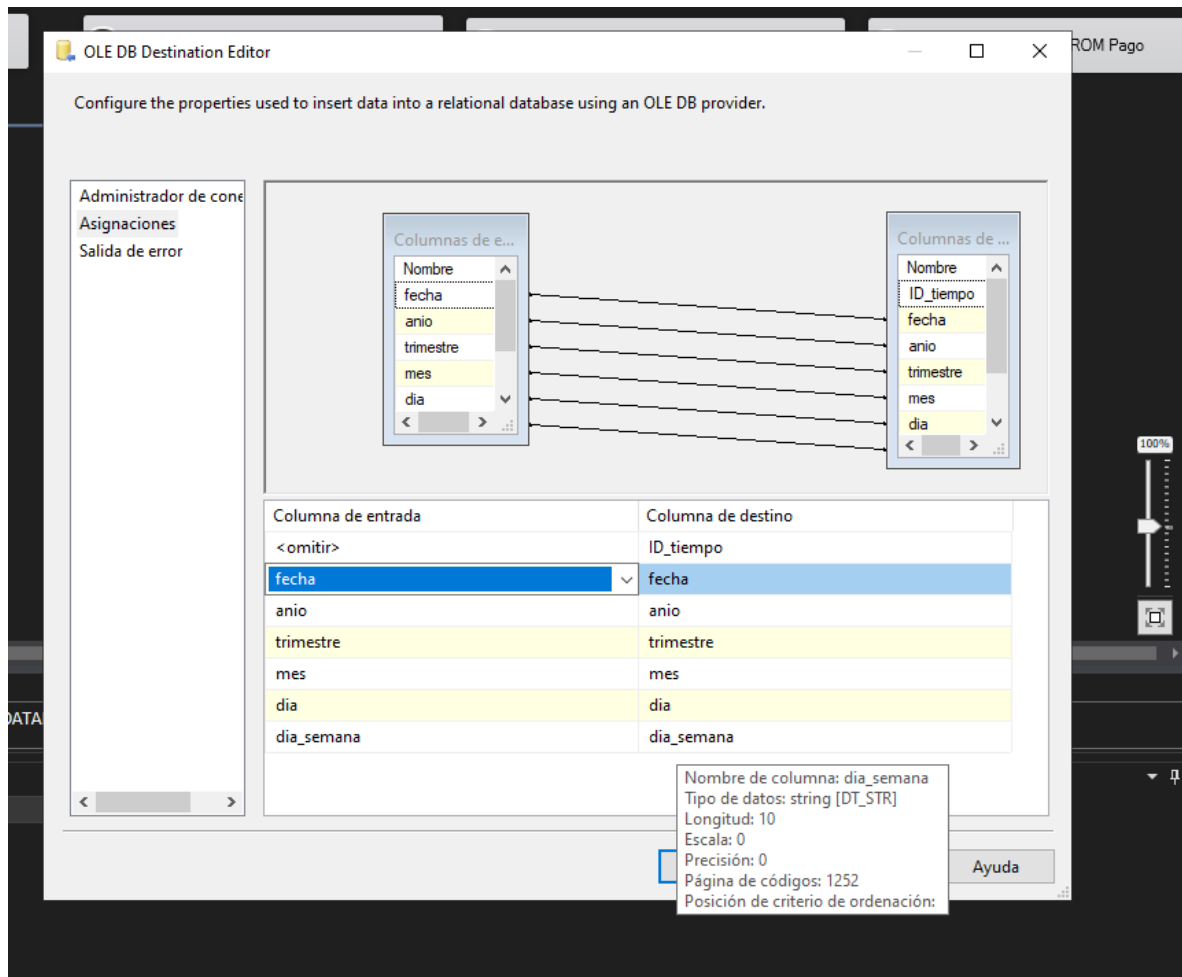 ROM Pago
OLE DB Destination Editor
Configure the properties used to insert data into a relational database using an OLE DB provider.
Administrador de cone
Asignaciones
Salida de error
Columnas de e...
Nombre
fecha
anio
trimestre
mes
dia
Columnas de ...
Nombre
ID_tiempo
fecha
anio
trimestre
mes
dia
100%
Columna de entrada Columna de destino
<omitir> ID_tiempo
fecha fecha
anio anio
trimestre trimestre
mes mes
dia dia
dia_semana dia_semana
DATA
Nombre de columna: dia_semana
Tipo de datos: string [DT_STR]
Longitud: 10
Escala: 0
Precisión: 0
Página de códigos: 1252
Posición de criterio de ordenación:
Ayuda